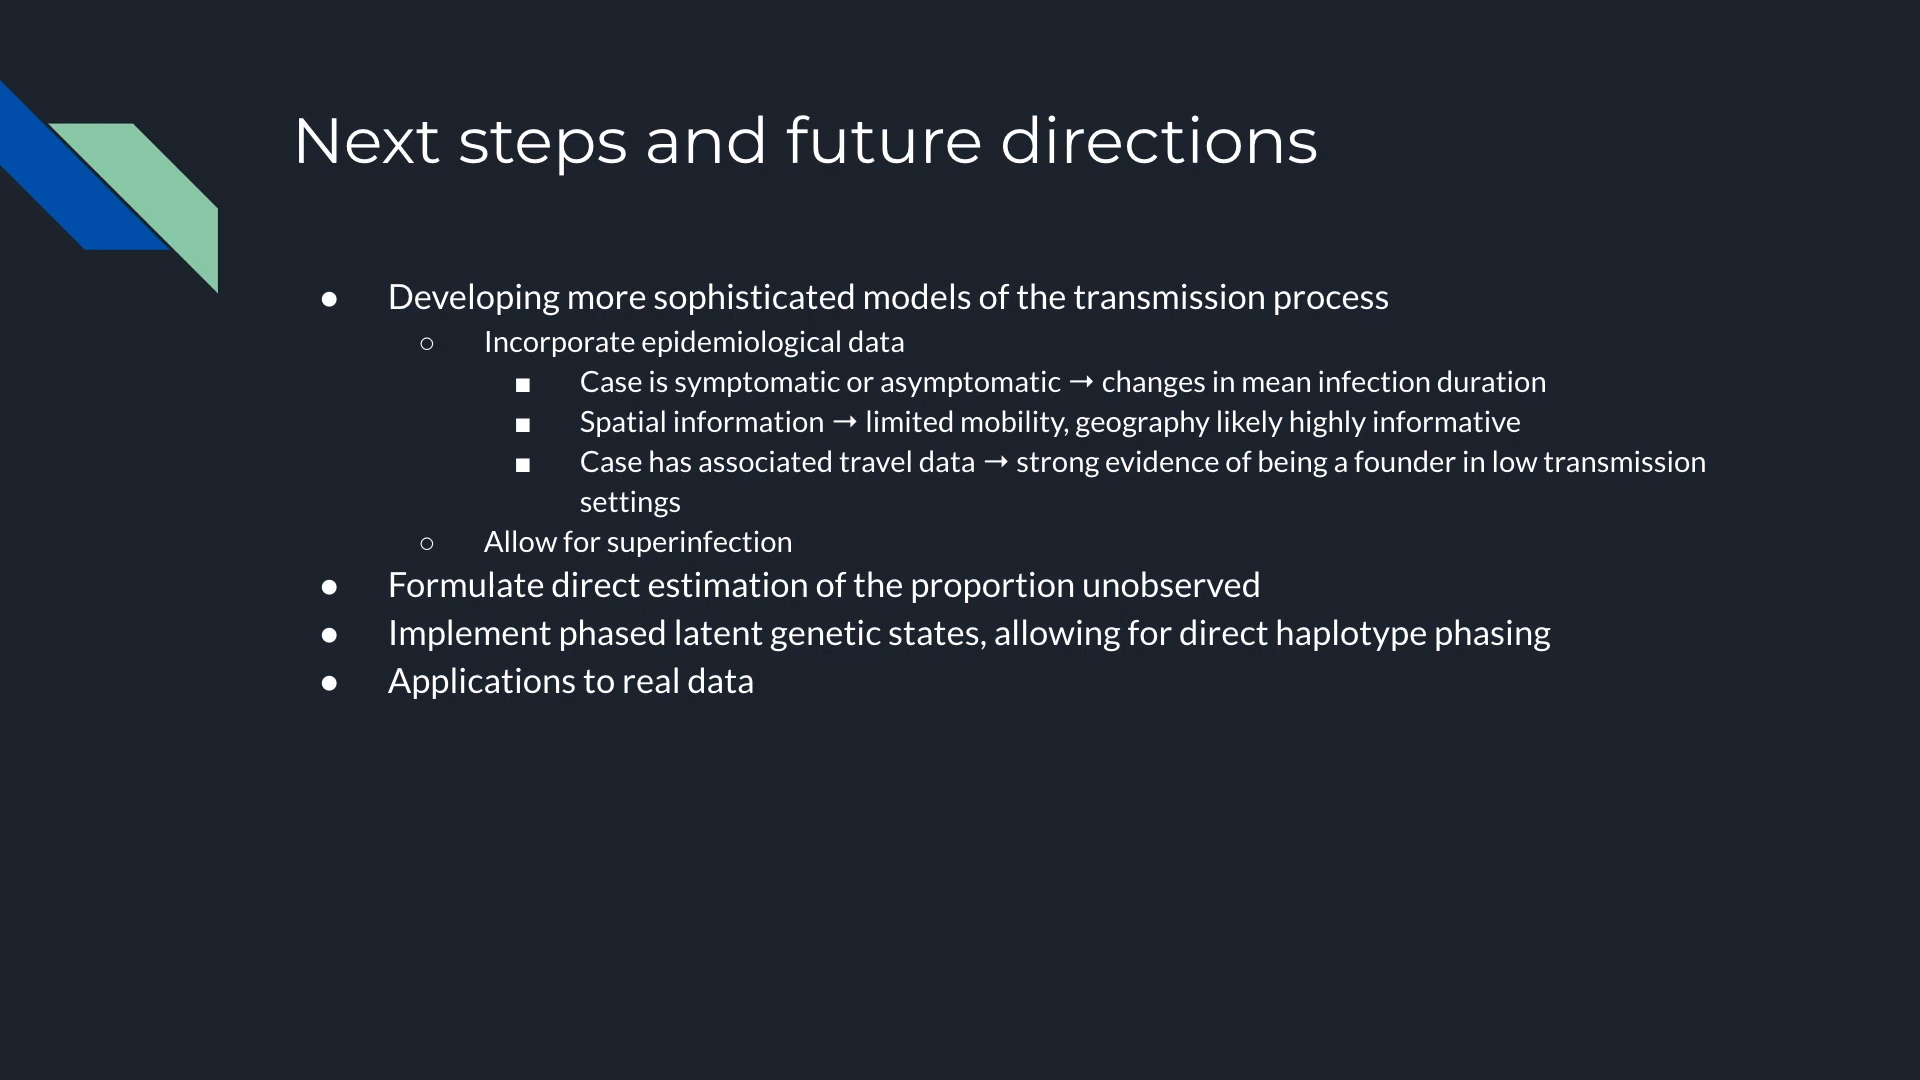 Next steps and future directions
● Developing more sophisticated models of the transmission process
○ Incorporate epidemiological data
■ Case is symptomatic or asymptomatic → changes in mean infection duration
■ Spatial information → limited mobility, geography likely highly informative
■ Case has associated travel data → strong evidence of being a founder in low transmission
settings
○ Allow for superinfection
● Formulate direct estimation of the proportion unobserved
● Implement phased latent genetic states, allowing for direct haplotype phasing
● Applications to real data